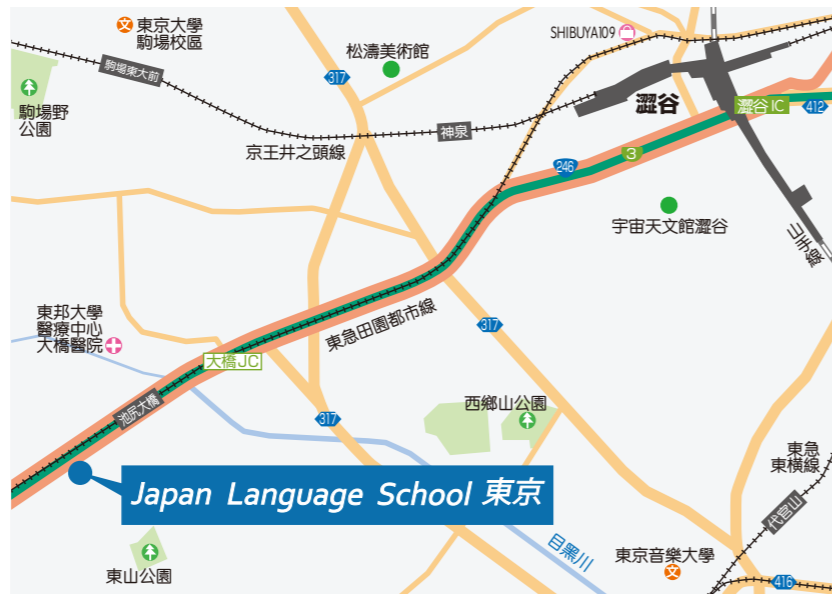 東京大學
駒場校區
松濤美術館
SHIBUYA109
317
駒場東大前
駒場野
公園
澀谷
澀谷 IC
412
神泉
京王井之頭線
246
3
宇宙天文館澀谷
山手線
東邦大學
醫療中心
大橋醫院
東急田園都市線
317
大橋JC
池尻大橋
317
西鄉山公園
東急
東橫線
Japan Language School 東京
代官山
目黑川
東京音樂大學
東山公園
416